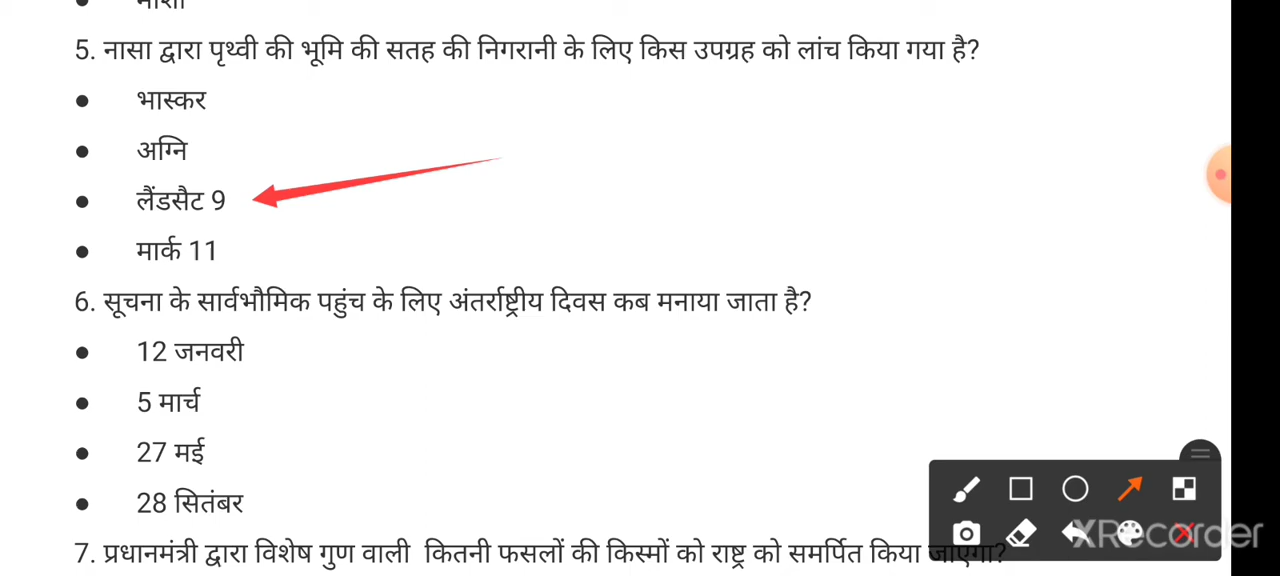 माशा
5. नासा द्वारा पृथ्वी की भूमि की सतह की निगरानी के लिए किस उपग्रह को लांच किया गया है?
● भास्कर
● अग्नि
● लैंडसैट 9
● मार्क 11
6. सूचना के सार्वभौमिक पहुंच के लिए अंतर्राष्ट्रीय दिवस कब मनाया जाता है?
● 12 जनवरी
● 5 मार्च
● 27 मई
● 28 सितंबर
7. प्रधानमंत्री द्वारा विशेष गुण वाली कितनी फसलों की किस्मों को राष्ट्र को समर्पित किया जाएगा?
XRecorder